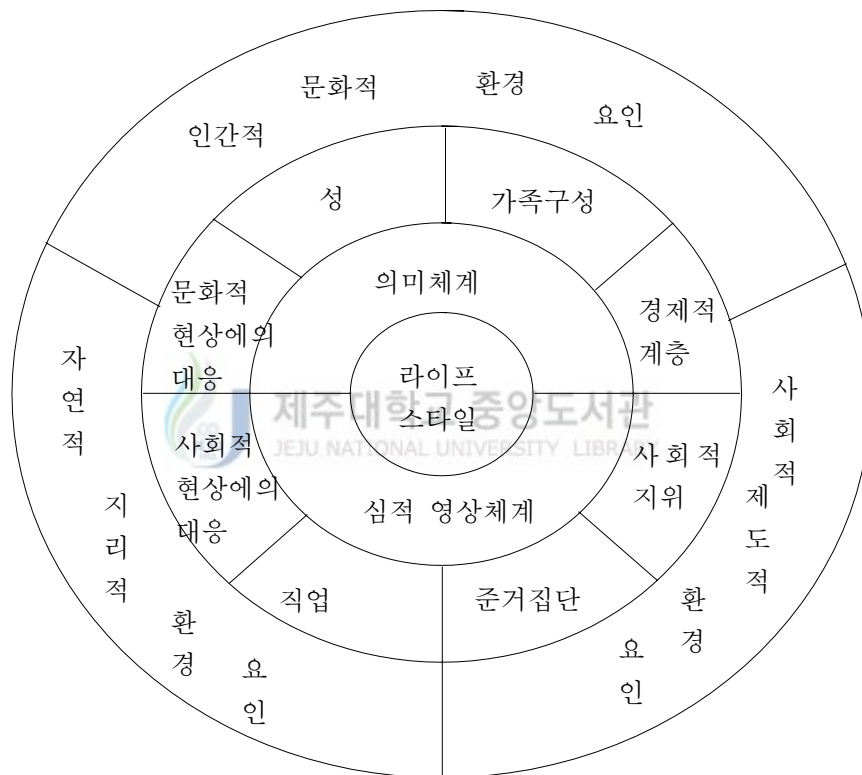 인간적 문화적 환경 요인
성
가족구성
문화적
현상에의
대응
의미체계
경제적
계층
라이프
스타일
자연적 지리적 환경 요인
사회적 제도적 환경 요인
제주대학교 중앙도서관
JEJU NATIONAL UNIVERSITY LIBRARY
사회적
현상에의
대응
심적 영상체계
사회적
지위
직업
준거집단